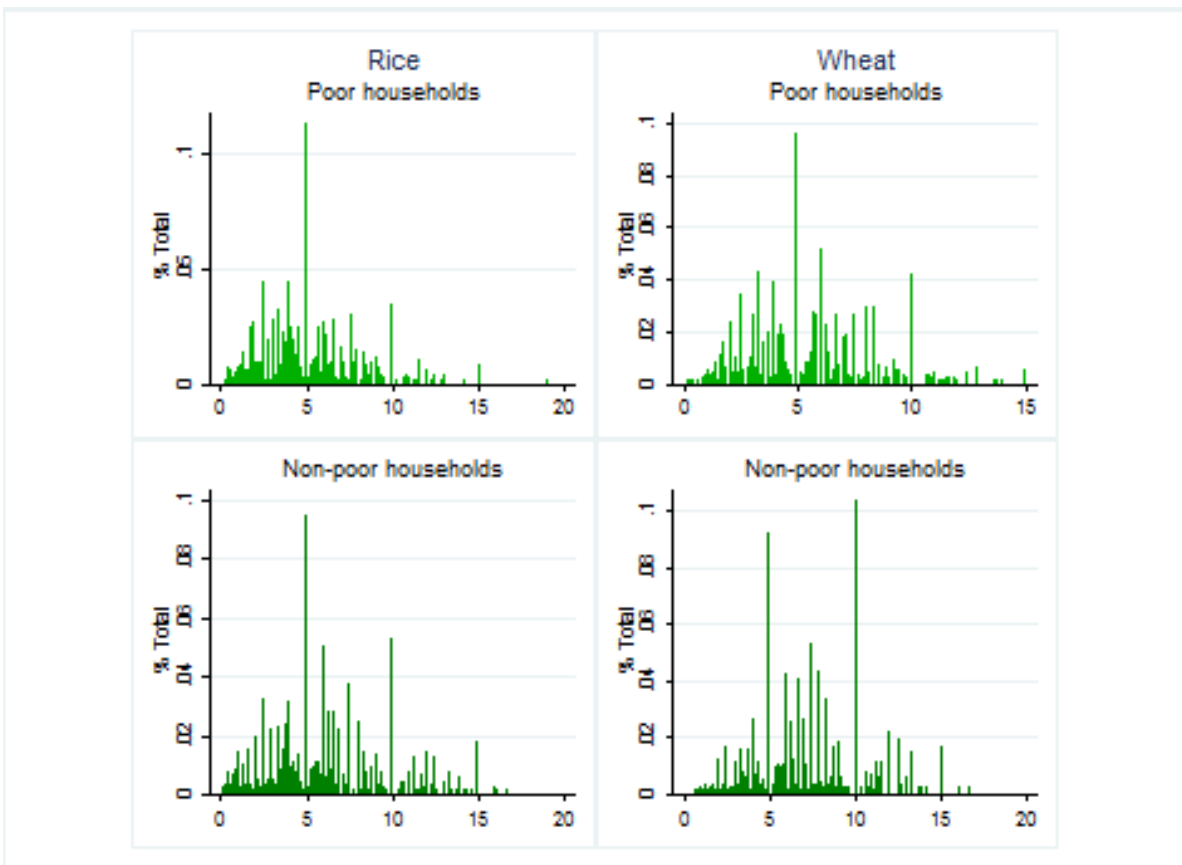 Rice
Poor households
% Total
0 .05 .1
0 5 10 15 20
Wheat
Poor households
% Total
0 .02 .04 .06 .08 .1
0 5 10 15
Non-poor households
% Total
0 .02 .04 .06 .08 .1
0 5 10 15 20
Non-poor households
% Total
0 .02 .04 .06 .08 .1
0 5 10 15 20